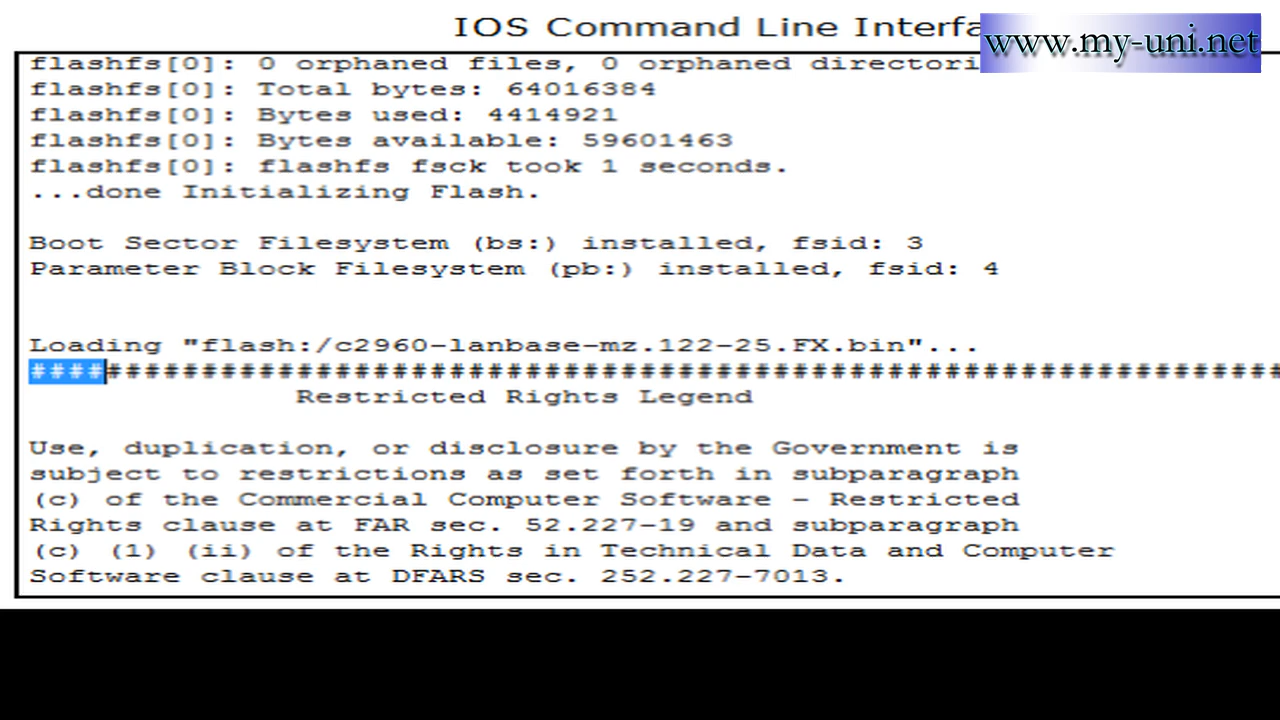 IOS Command Line Interfa
www.my-uni.net
flashfs[0]: 0 orphaned files, 0 orphaned directori
flashfs[0]: Total bytes: 64016384
flashfs[0]: Bytes used: 4414921
flashfs[0]: Bytes available: 59601463
flashfs[0]: flashfs fsck took 1 seconds.
...done Initializing Flash.
Boot Sector Filesystem (bs:) installed, fsid: 3
Parameter Block Filesystem (pb:) installed, fsid: 4
Loading "flash:/c2960-lanbase-mz.122-25.FX.bin"...
##################################################################
Restricted Rights Legend
Use, duplication, or disclosure by the Government is
subject to restrictions as set forth in subparagraph
(c) of the Commercial Computer Software - Restricted
Rights clause at FAR sec. 52.227-19 and subparagraph
(c) (1) (ii) of the Rights in Technical Data and Computer
Software clause at DFARS sec. 252.227-7013.